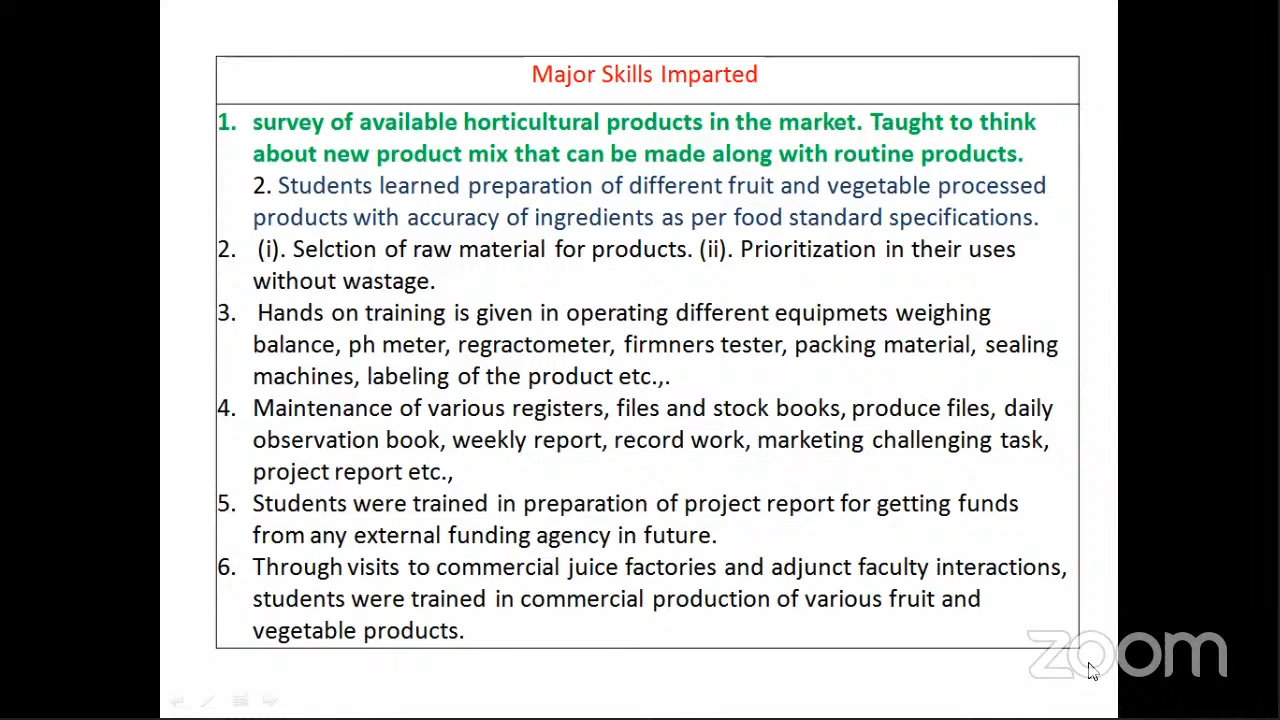 Major Skills Imparted
1. survey of available horticultural products in the market. Taught to think
about new product mix that can be made along with routine products.
2. Students learned preparation of different fruit and vegetable processed
products with accuracy of ingredients as per food standard specifications.
2. (i). Selction of raw material for products. (ii). Prioritization in their uses
without wastage.
3. Hands on training is given in operating different equipmets weighing
balance, ph meter, regractometer, firmners tester, packing material, sealing
machines, labeling of the product etc.,.
4. Maintenance of various registers, files and stock books, produce files, daily
observation book, weekly report, record work, marketing challenging task,
project report etc.,
5. Students were trained in preparation of project report for getting funds
from any external funding agency in future.
6. Through visits to commercial juice factories and adjunct faculty interactions,
students were trained in commercial production of various fruit and
vegetable products.
zoom